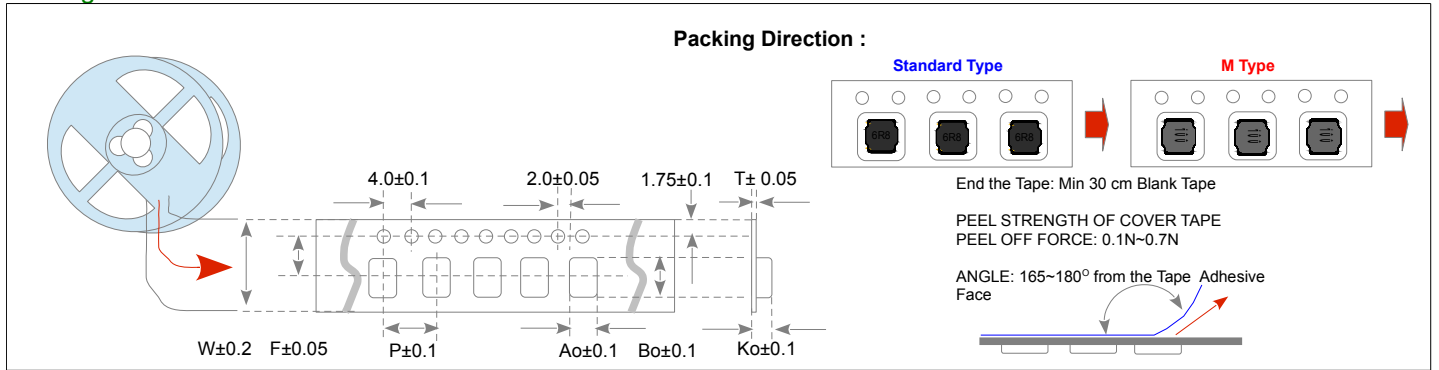 Packing Direction :
Standard Type
M Type
6R8
6R8
6R8
101
101
101
4.0±0.1
2.0±0.05
1.75±0.1
T± 0.05
End the Tape: Min 30 cm Blank Tape
PEEL STRENGTH OF COVER TAPE
PEEL OFF FORCE: 0.1N~0.7N
ANGLE: 165~180O from the Tape Adhesive
Face
W±0.2
F±0.05
P±0.1
Ao±0.1
Bo±0.1
Ko±0.1